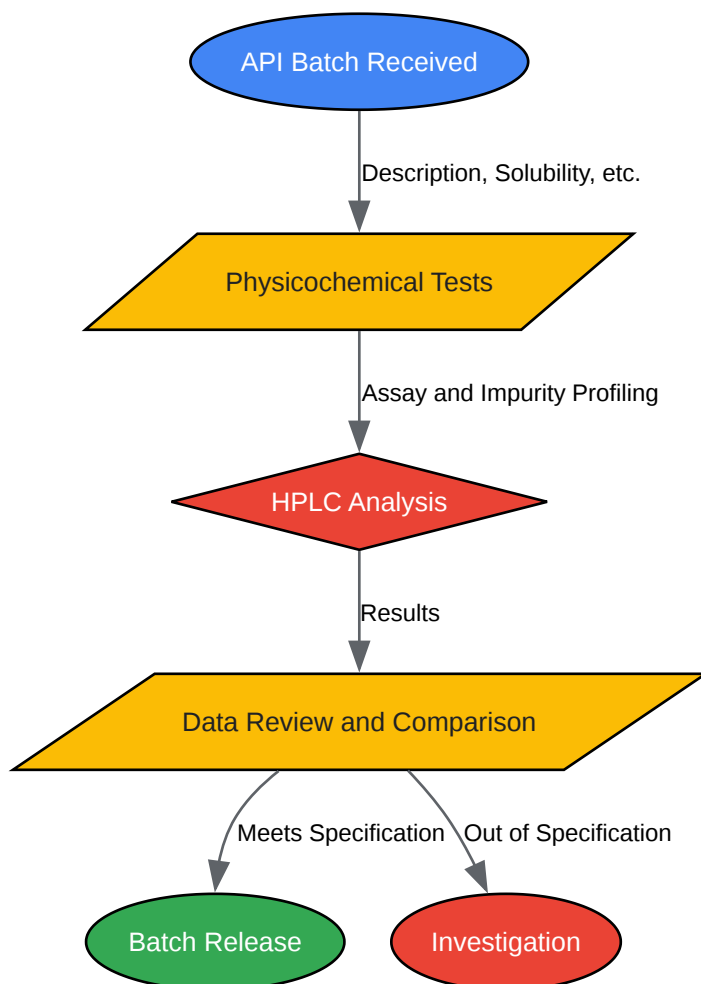 API Batch Received
Description, Solubility, etc.
Physicochemical Tests
Assay and Impurity Profiling
HPLC Analysis
Results
Data Review and Comparison
Meets Specification
Out of Specification
Batch Release
Investigation